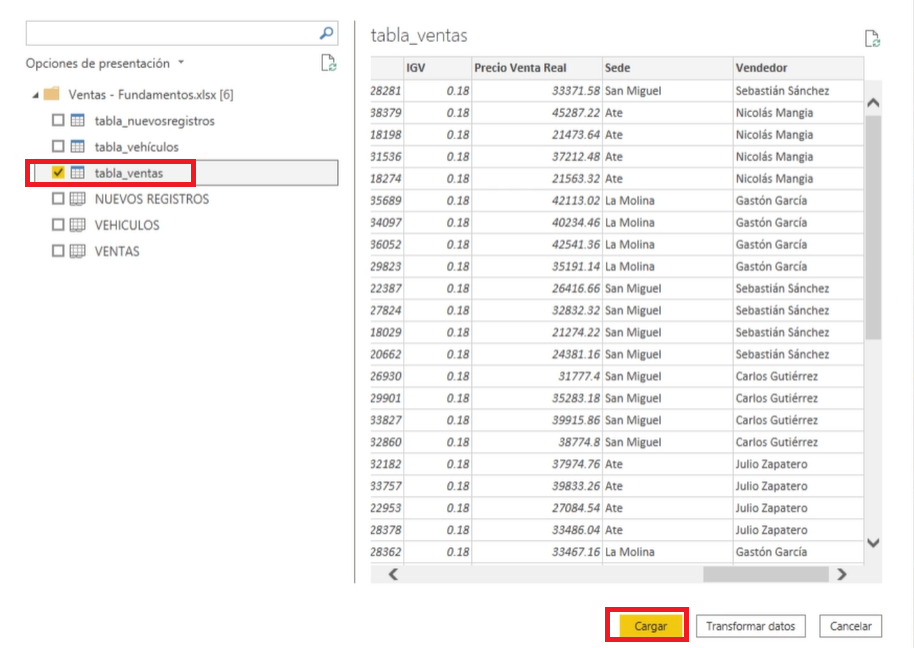 Opciones de presentación
Ventas - Fundamentos.xlsx [6]
tabla_nuevosregistros
tabla_vehículos
tabla_ventas
NUEVOS REGISTROS
VEHICULOS
VENTAS
tabla_ventas
IGV Precio Venta Real Sede Vendedor
28281 0.18 33371.58 San Miguel Sebastián Sánchez
38379 0.18 45287.22 Ate Nicolás Mangia
18198 0.18 21473.64 Ate Nicolás Mangia
31536 0.18 37212.48 Ate Nicolás Mangia
18274 0.18 21563.32 Ate Nicolás Mangia
35689 0.18 42113.02 La Molina Gastón García
34097 0.18 40234.46 La Molina Gastón García
36052 0.18 42541.36 La Molina Gastón García
29823 0.18 35191.14 La Molina Gastón García
22387 0.18 26416.66 San Miguel Sebastián Sánchez
27824 0.18 32832.32 San Miguel Sebastián Sánchez
18029 0.18 21274.22 San Miguel Sebastián Sánchez
20662 0.18 24381.16 San Miguel Sebastián Sánchez
26930 0.18 31777.4 San Miguel Carlos Gutiérrez
29901 0.18 35283.18 San Miguel Carlos Gutiérrez
33827 0.18 39915.86 San Miguel Carlos Gutiérrez
32860 0.18 38774.8 San Miguel Carlos Gutiérrez
32182 0.18 37974.76 Ate Julio Zapatero
33757 0.18 39833.26 Ate Julio Zapatero
22953 0.18 27084.54 Ate Julio Zapatero
28378 0.18 33486.04 Ate Julio Zapatero
28362 0.18 33467.16 La Molina Gastón García
Cargar Transformar datos Cancelar